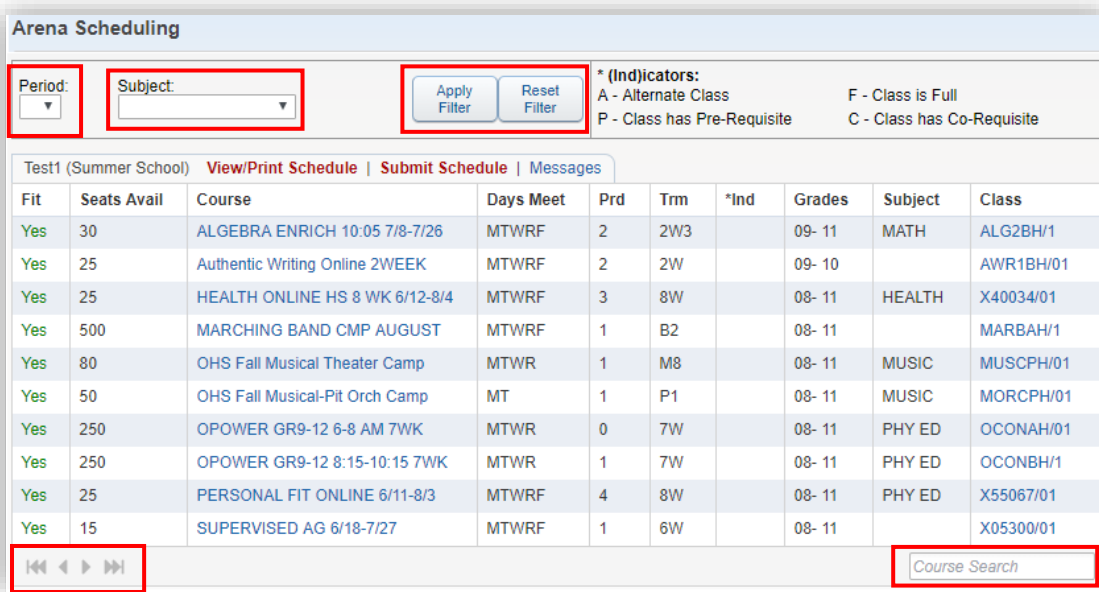 Arena Scheduling
Period: Subject: Apply Filter Reset Filter
* (Ind)icators:
A - Alternate Class F - Class is Full
P - Class has Pre-Requisite C - Class has Co-Requisite
Test1 (Summer School) View/Print Schedule | Submit Schedule | Messages
Fit Seats Avail Course Days Meet Prd Trm *Ind Grades Subject Class
Yes 30 ALGEBRA ENRICH 10:05 7/8-7/26 MTWRF 2 2W3 09- 11 MATH ALG2BH/1
Yes 25 Authentic Writing Online 2WEEK MTWRF 2 2W 09- 10 AWR1BH/01
Yes 25 HEALTH ONLINE HS 8 WK 6/12-8/4 MTWRF 3 8W 08- 11 HEALTH X40034/01
Yes 500 MARCHING BAND CMP AUGUST MTWRF 1 B2 08- 11 MARBAH/1
Yes 80 OHS Fall Musical Theater Camp MTWR 1 M8 08- 11 MUSIC MUSCPH/01
Yes 50 OHS Fall Musical-Pit Orch Camp MT 1 P1 08- 11 MUSIC MORCPH/01
Yes 250 OPOWER GR9-12 6-8 AM 7WK MTWR 0 7W 08- 11 PHY ED OCONAH/01
Yes 250 OPOWER GR9-12 8:15-10:15 7WK MTWR 1 7W 08- 11 PHY ED OCONBH/1
Yes 25 PERSONAL FIT ONLINE 6/11-8/3 MTWRF 4 8W 08- 11 PHY ED X55067/01
Yes 15 SUPERVISED AG 6/18-7/27 MTWRF 1 6W 08- 11 X05300/01
Course Search